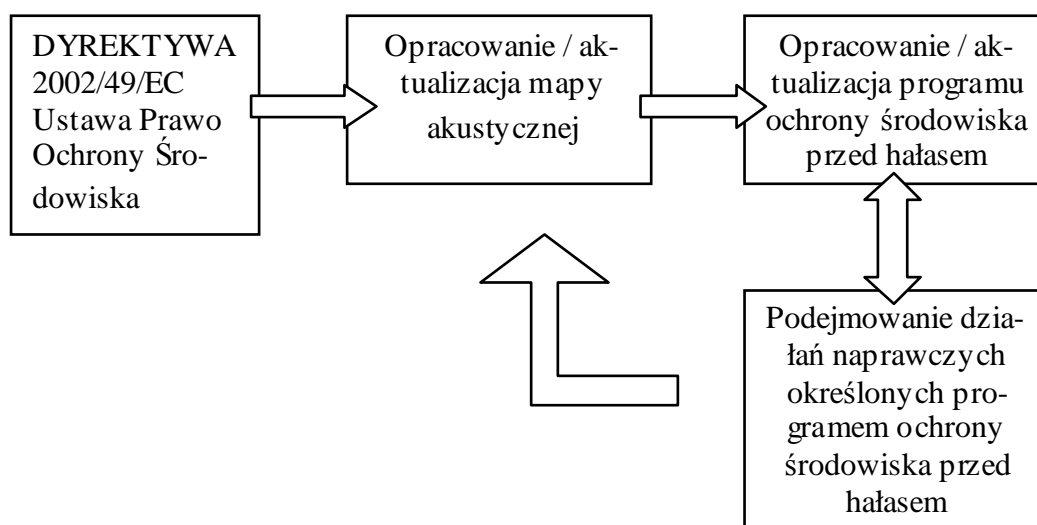 DYREKTYWA
2002/49/EC
Ustawa Prawo
Ochrony Śro-
dowiska
Opracowanie / ak-
tualizacja mapy
akustycznej
Opracowanie / ak-
tualizacja programu
ochrony środowiska
przed hałasem
Podejmowanie dzia-
łań naprawczych
określonych pro-
gramem ochrony
środowiska przed
hałasem